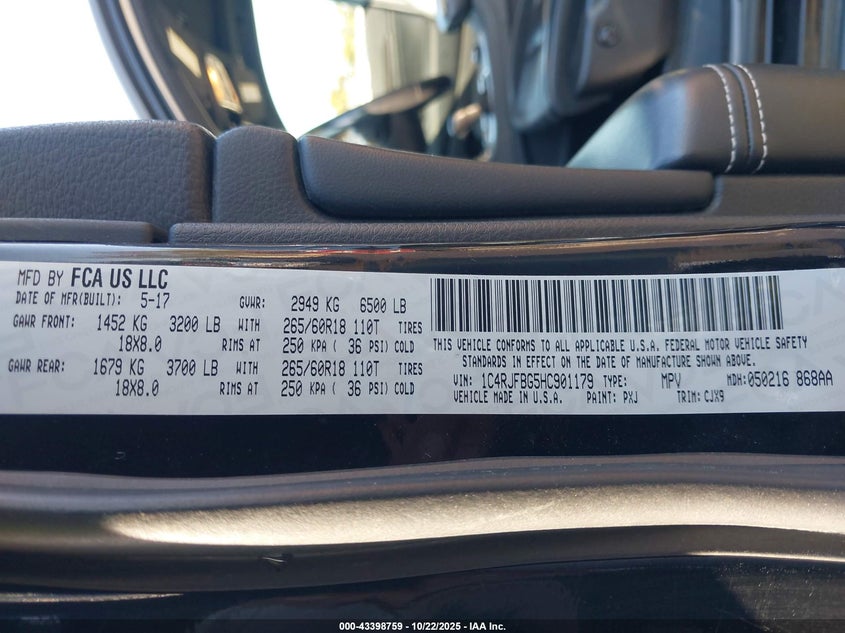 MFD BY FCA US LLC
DATE OF MFR(BUILT): 5-17 GVWR: 2949 KG 6500 LB
GAWR FRONT: 1452 KG 3200 LB WITH 265/60R18 110T TIRES
18X8.0 RIMS AT 250 KPA ( 36 PSI) COLD
GAWR REAR: 1679 KG 3700 LB WITH 265/60R18 110T TIRES
18X8.0 RIMS AT 250 KPA ( 36 PSI) COLD
THIS VEHICLE CONFORMS TO ALL APPLICABLE U.S.A. FEDERAL MOTOR VEHICLE SAFETY
STANDARDS IN EFFECT ON THE DATE OF MANUFACTURE SHOWN ABOVE.
VIN: 1C4RJFBG5HC901179 TYPE: MPV MDH:050216 868AA
VEHICLE MADE IN U.S.A. PAINT: PXJ TRIM: CJX9
000-43398759 - 10/22/2025 - IAA Inc.